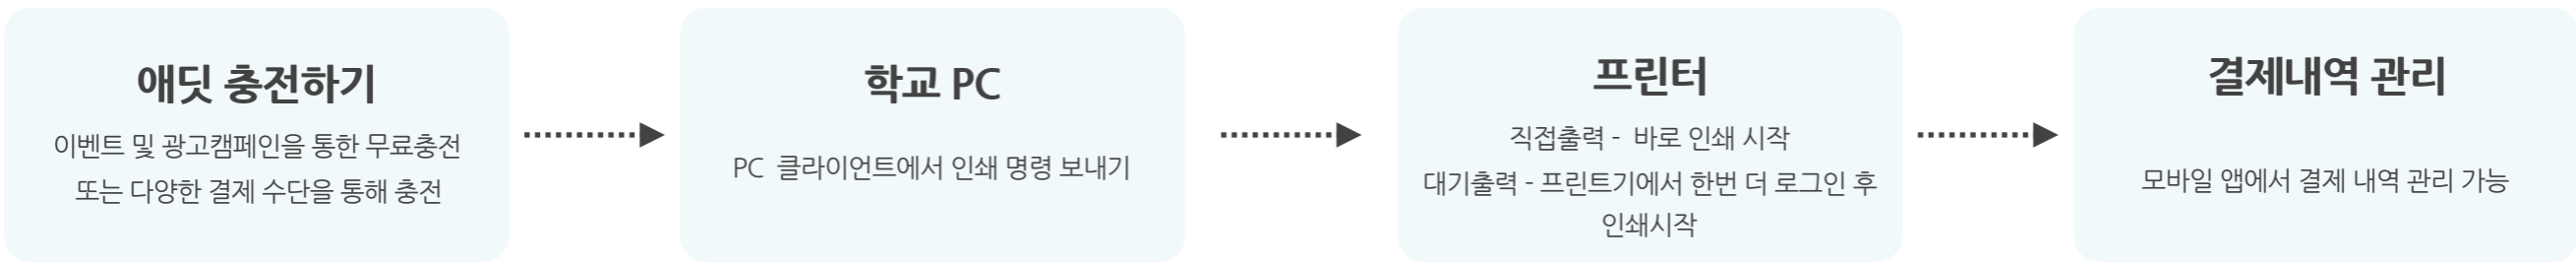 애딧 충전하기
이벤트 및 광고캠페인을 통한 무료충전
또는 다양한 결제 수단을 통해 충전
학교 PC
PC 클라이언트에서 인쇄 명령 보내기
프린터
직접출력 - 바로 인쇄 시작
대기출력 - 프린트기에서 한번 더 로그인 후
인쇄시작
결제내역 관리
모바일 앱에서 결제 내역 관리 가능